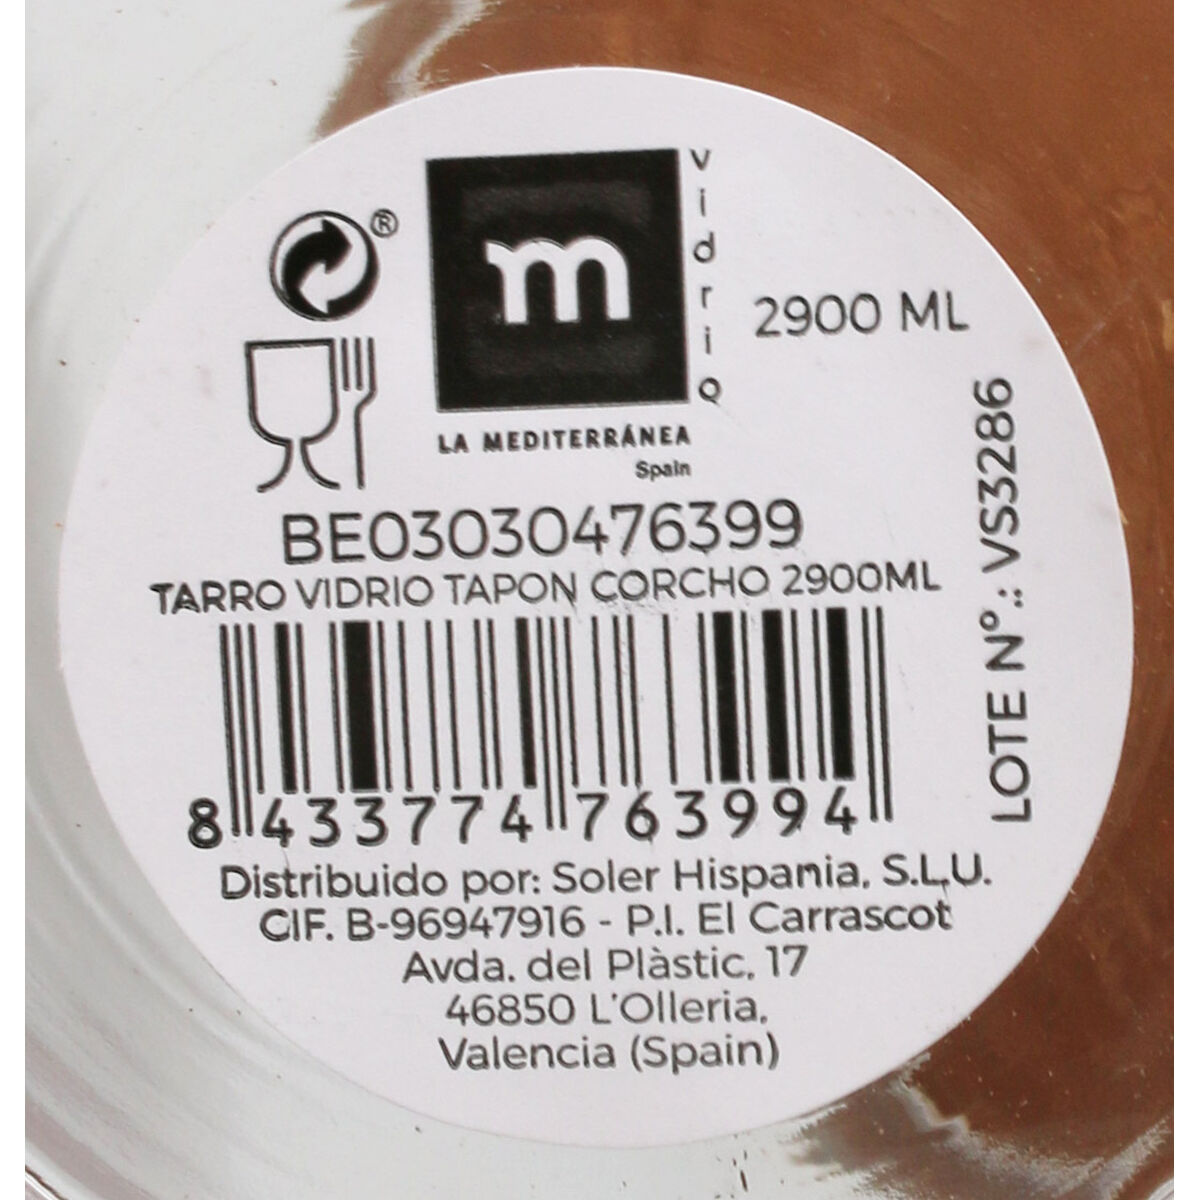 ®
m
vidrio
2900 ML
LA MEDITERRÁNEA
Spain
BE03030476399
TARRO VIDRIO TAPON CORCHO 2900ML
LOTE Nº.: VS3286
8 433774 763994
Distribuido por: Soler Hispania, S.L.U.
CIF. B-96947916 - P.I. El Carrascot
Avda. del Plàstic, 17
46850 L'Olleria,
Valencia (Spain)